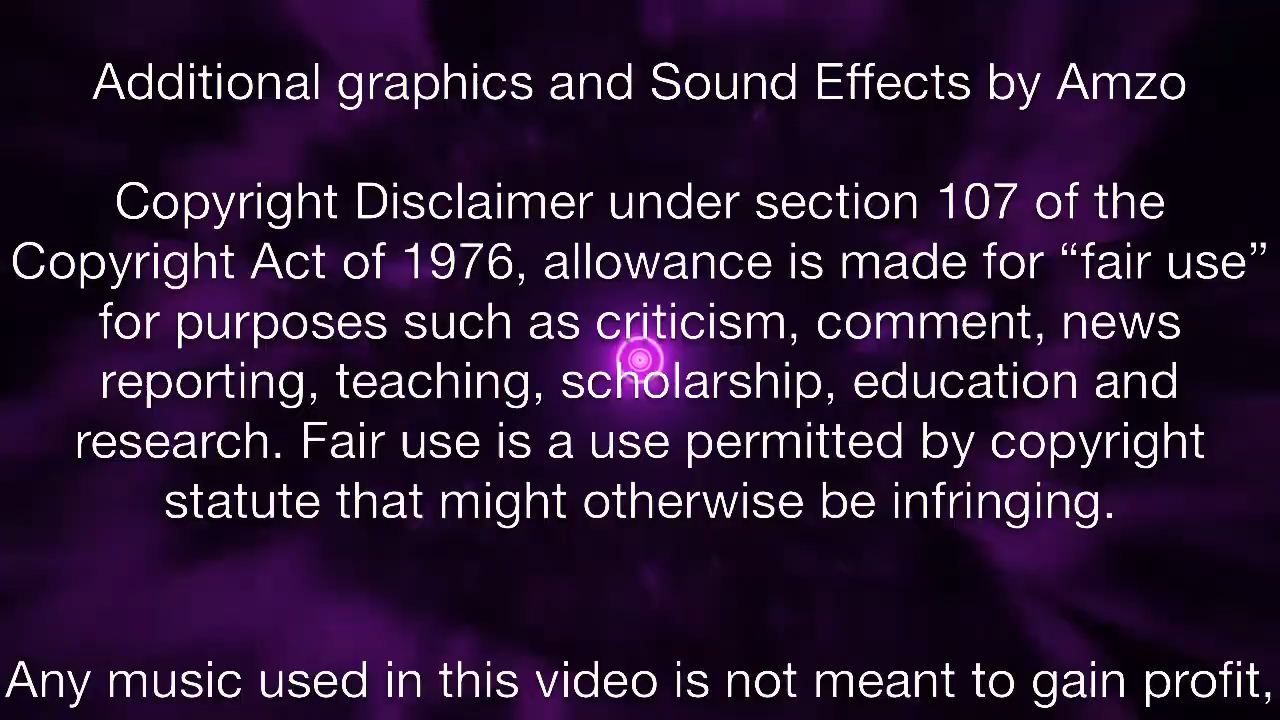 Additional graphics and Sound Effects by Amzo
Copyright Disclaimer under section 107 of the
Copyright Act of 1976, allowance is made for “fair use”
for purposes such as criticism, comment, news
reporting, teaching, scholarship, education and
research. Fair use is a use permitted by copyright
statute that might otherwise be infringing.
Any music used in this video is not meant to gain profit,